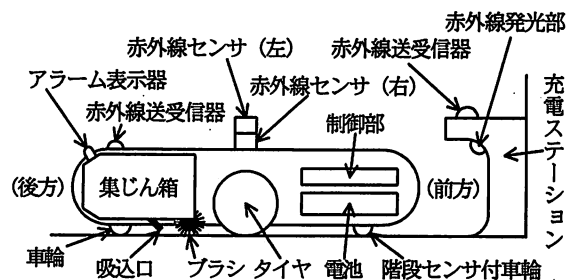 赤外線発光部
赤外線センサ（左）
赤外線送受信器
アラーム表示器
赤外線センサ（右）
赤外線送受信器
制御部
充電ステーション
（後方）
集じん箱
（前方）
車輪
吸込口
ブラシ
タイヤ
電池
階段センサ付車輪